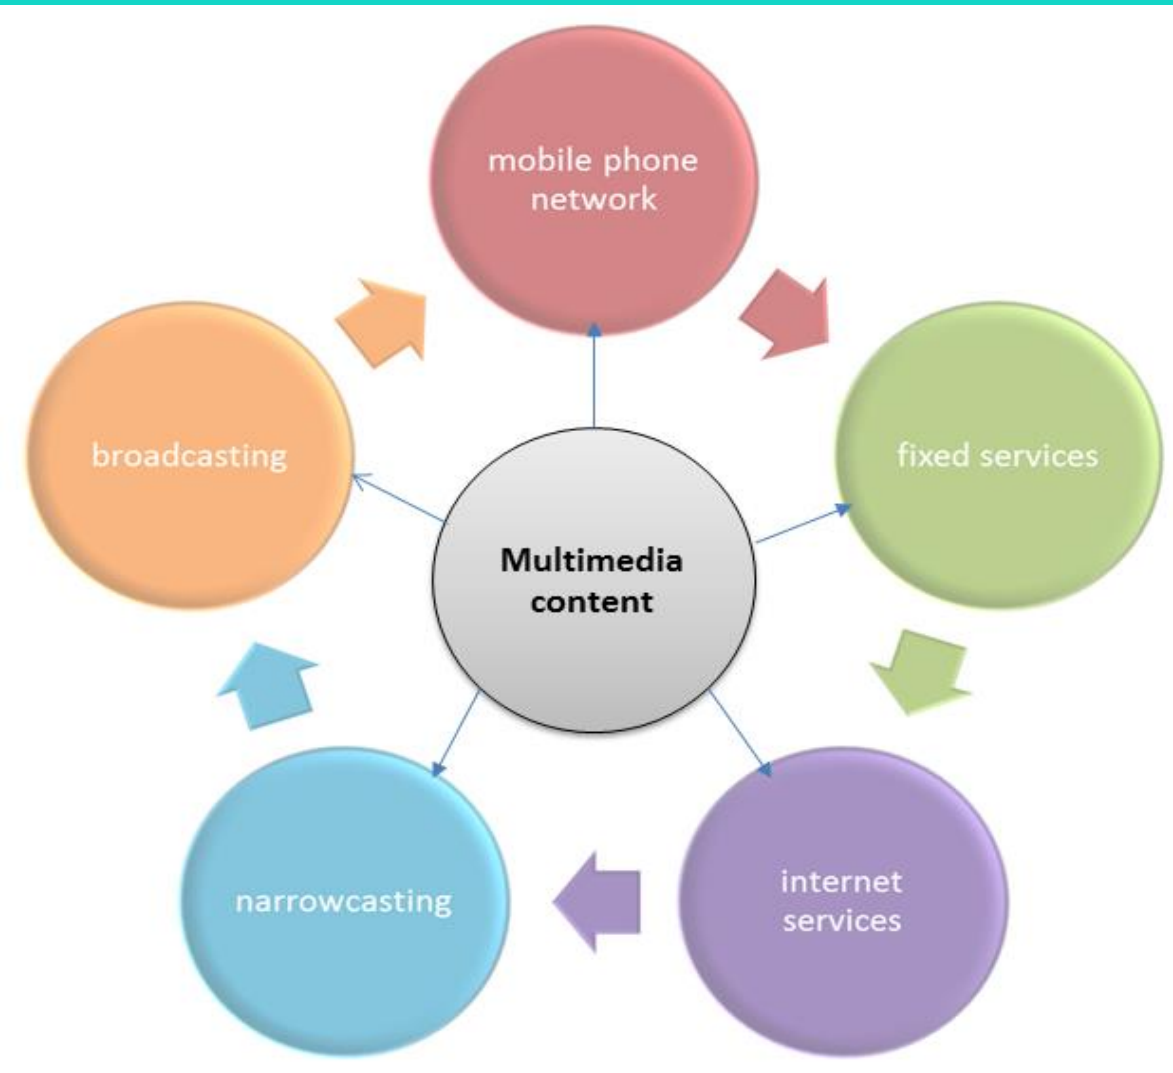 mobile phone
network
broadcasting
fixed services
Multimedia
content
narrowcasting
internet
services